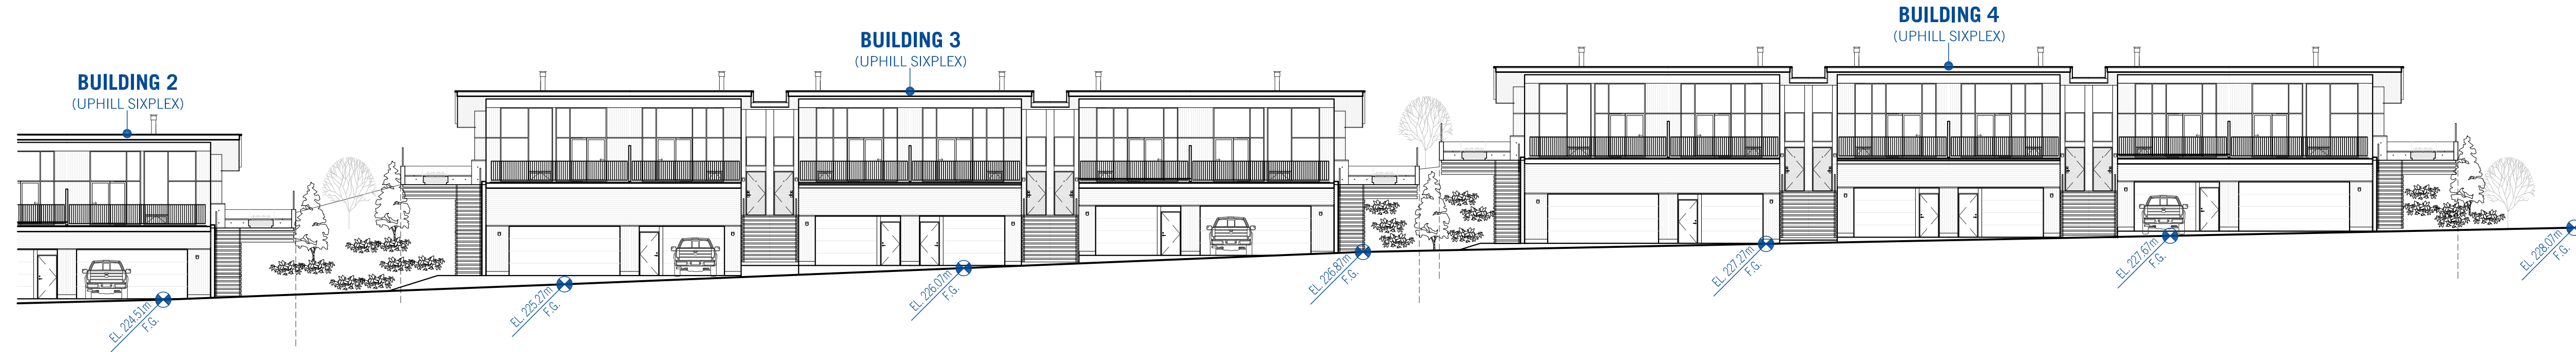 BUILDING 2
(UPHILL SIXPLEX)
BUILDING 3
(UPHILL SIXPLEX)
BUILDING 4
(UPHILL SIXPLEX)
EL. 224.51m
F.G.
EL. 225.27m
F.G.
EL. 226.07m
F.G.
EL. 226.87m
F.G.
EL. 227.27m
F.G.
EL. 227.67m
F.G.
EL. 228.07m
F.G.